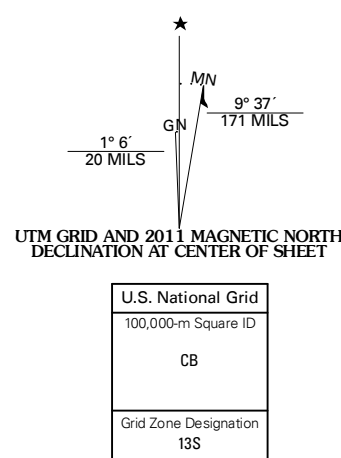 ★
MN
GN
9° 37´
171 MILS
1° 6´
20 MILS
UTM GRID AND 2011 MAGNETIC NORTH
DECLINATION AT CENTER OF SHEET
U.S. National Grid
100,000-m Square ID
CB
Grid Zone Designation
13S